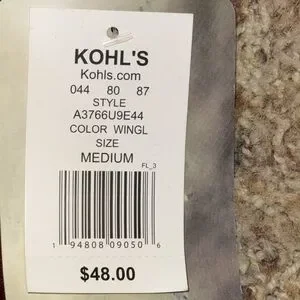 KOHL'S
Kohls.com
044 80 87
STYLE
A3766U9E44
COLOR WINGL
SIZE
MEDIUM
FL_3
1 94808 09050 6
$48.00